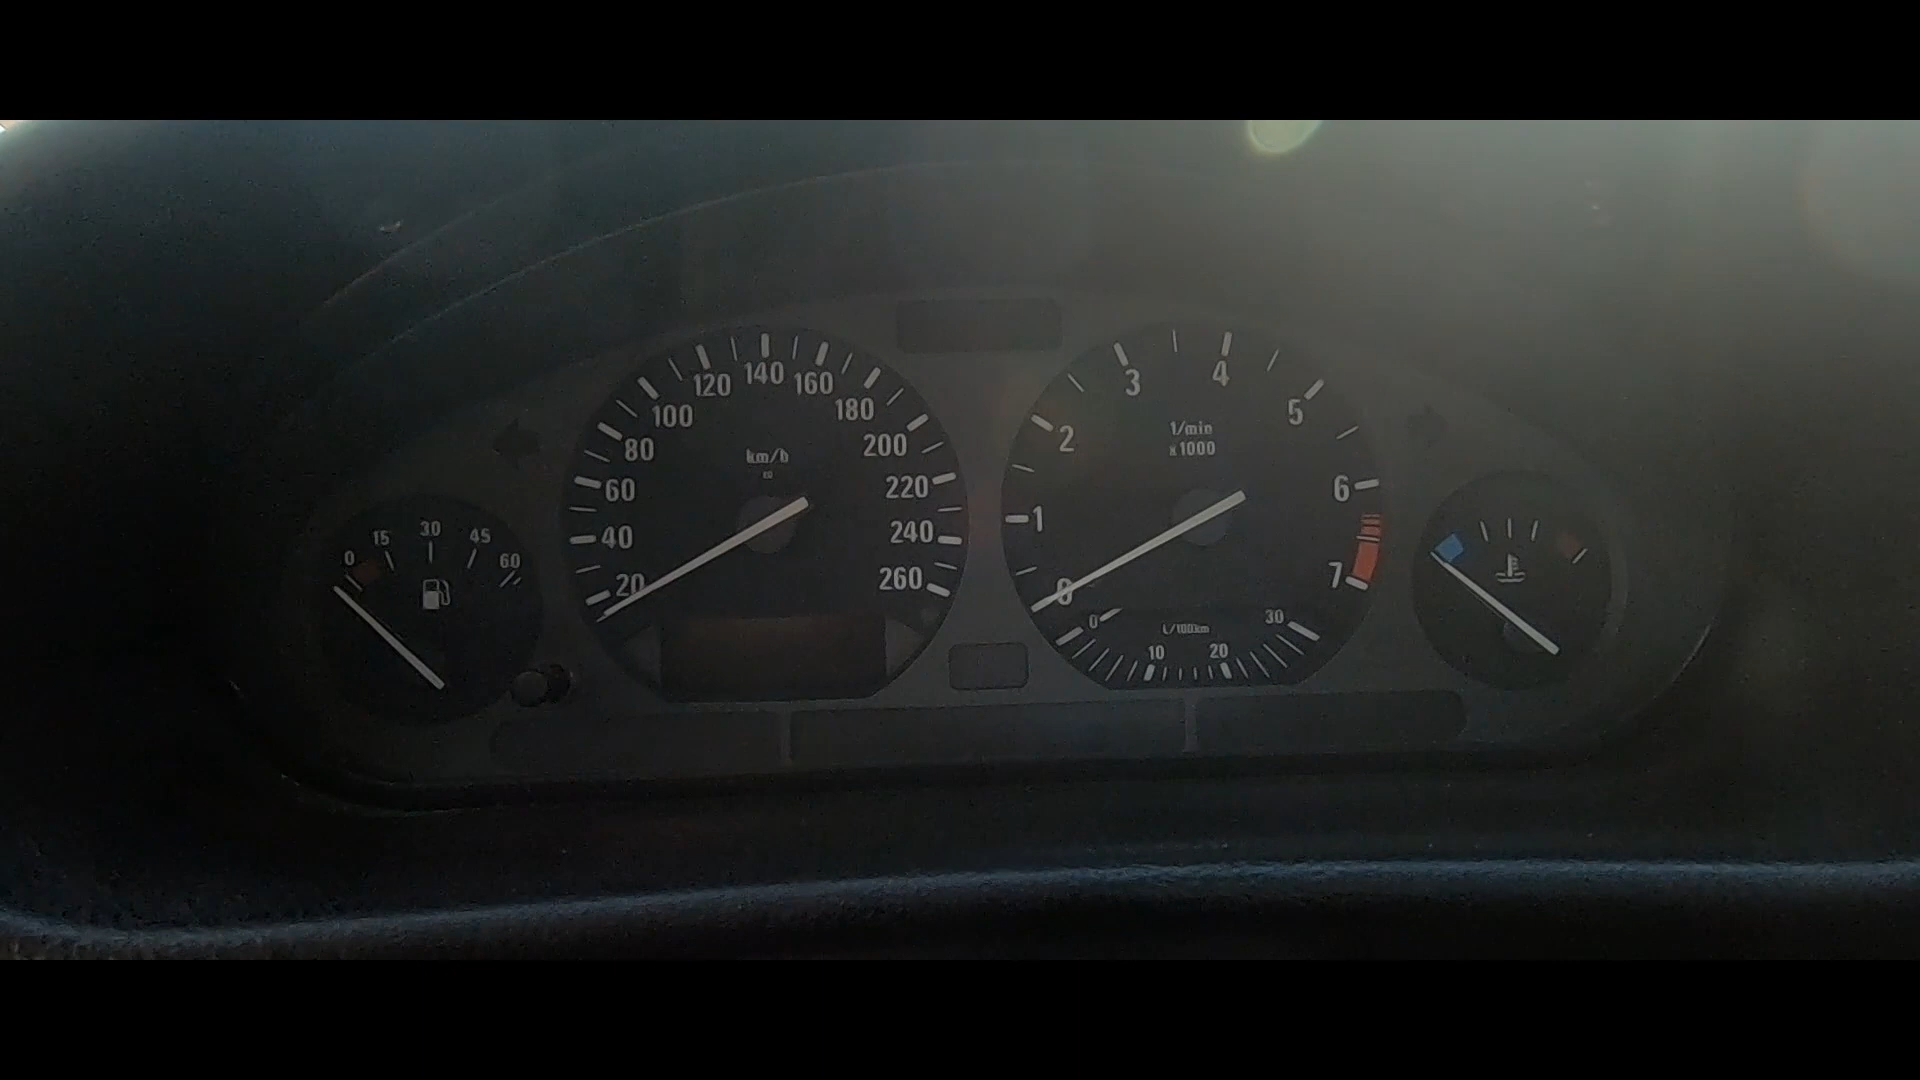 0 15 30 45 60
km/h
20 40 60 80 100 120 140 160 180 200 220 240 260
1/min
x 1000
0 1 2 3 4 5 6 7
L/100km
0 10 20 30